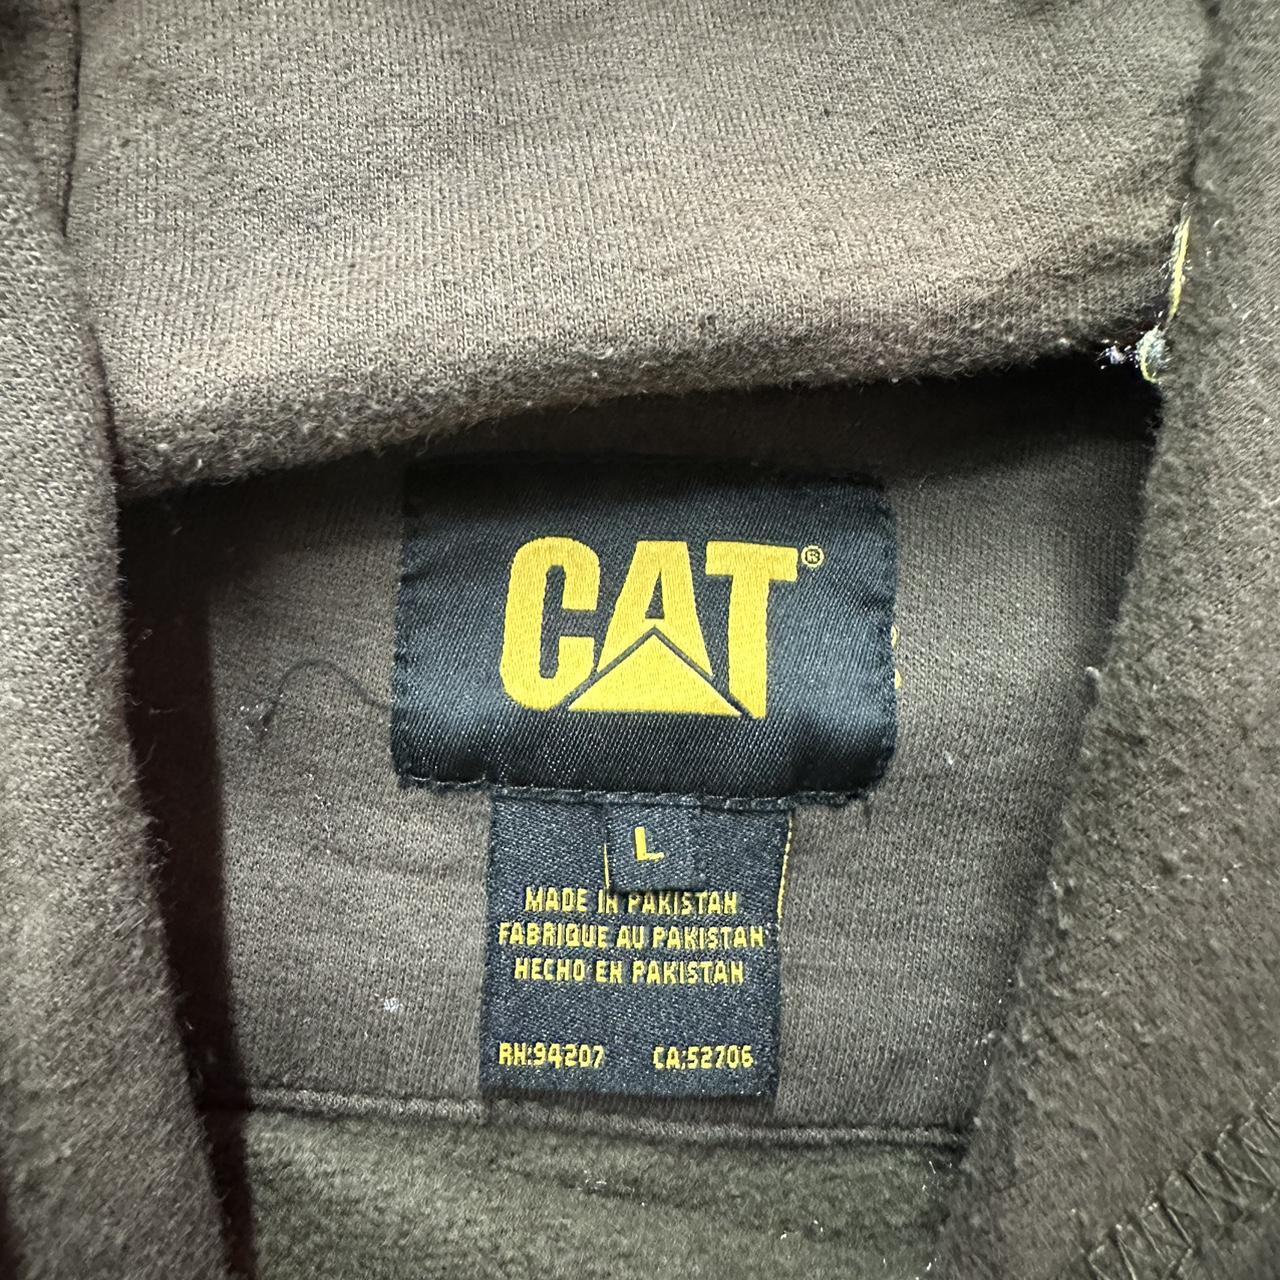 CAT®
L
MADE IN PAKISTAN
FABRIQUE AU PAKISTAN
HECHO EN PAKISTAN
RN:94207 CA:52706